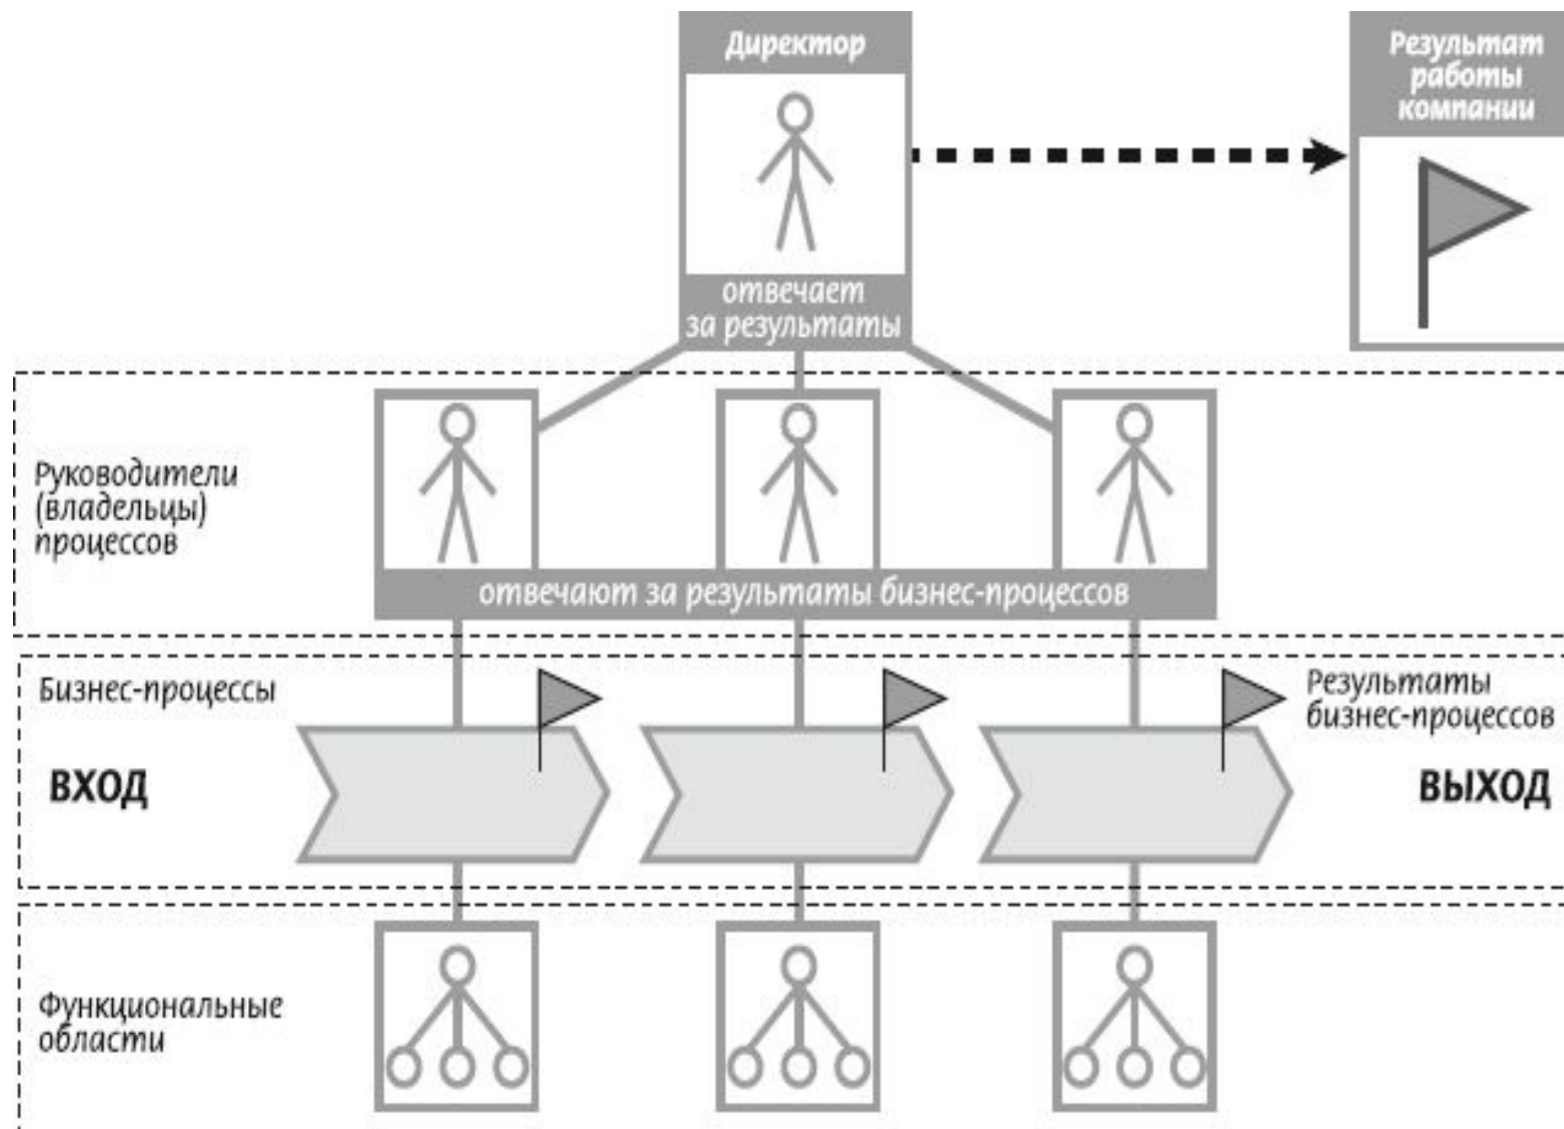 Директор
Результат
работы
компании
отвечает
за результаты
Руководители
(владельцы)
процессов
отвечают за результаты бизнес-процессов
Бизнес-процессы
Результаты
бизнес-процессов
ВХОД
ВЫХОД
Функциональные
области